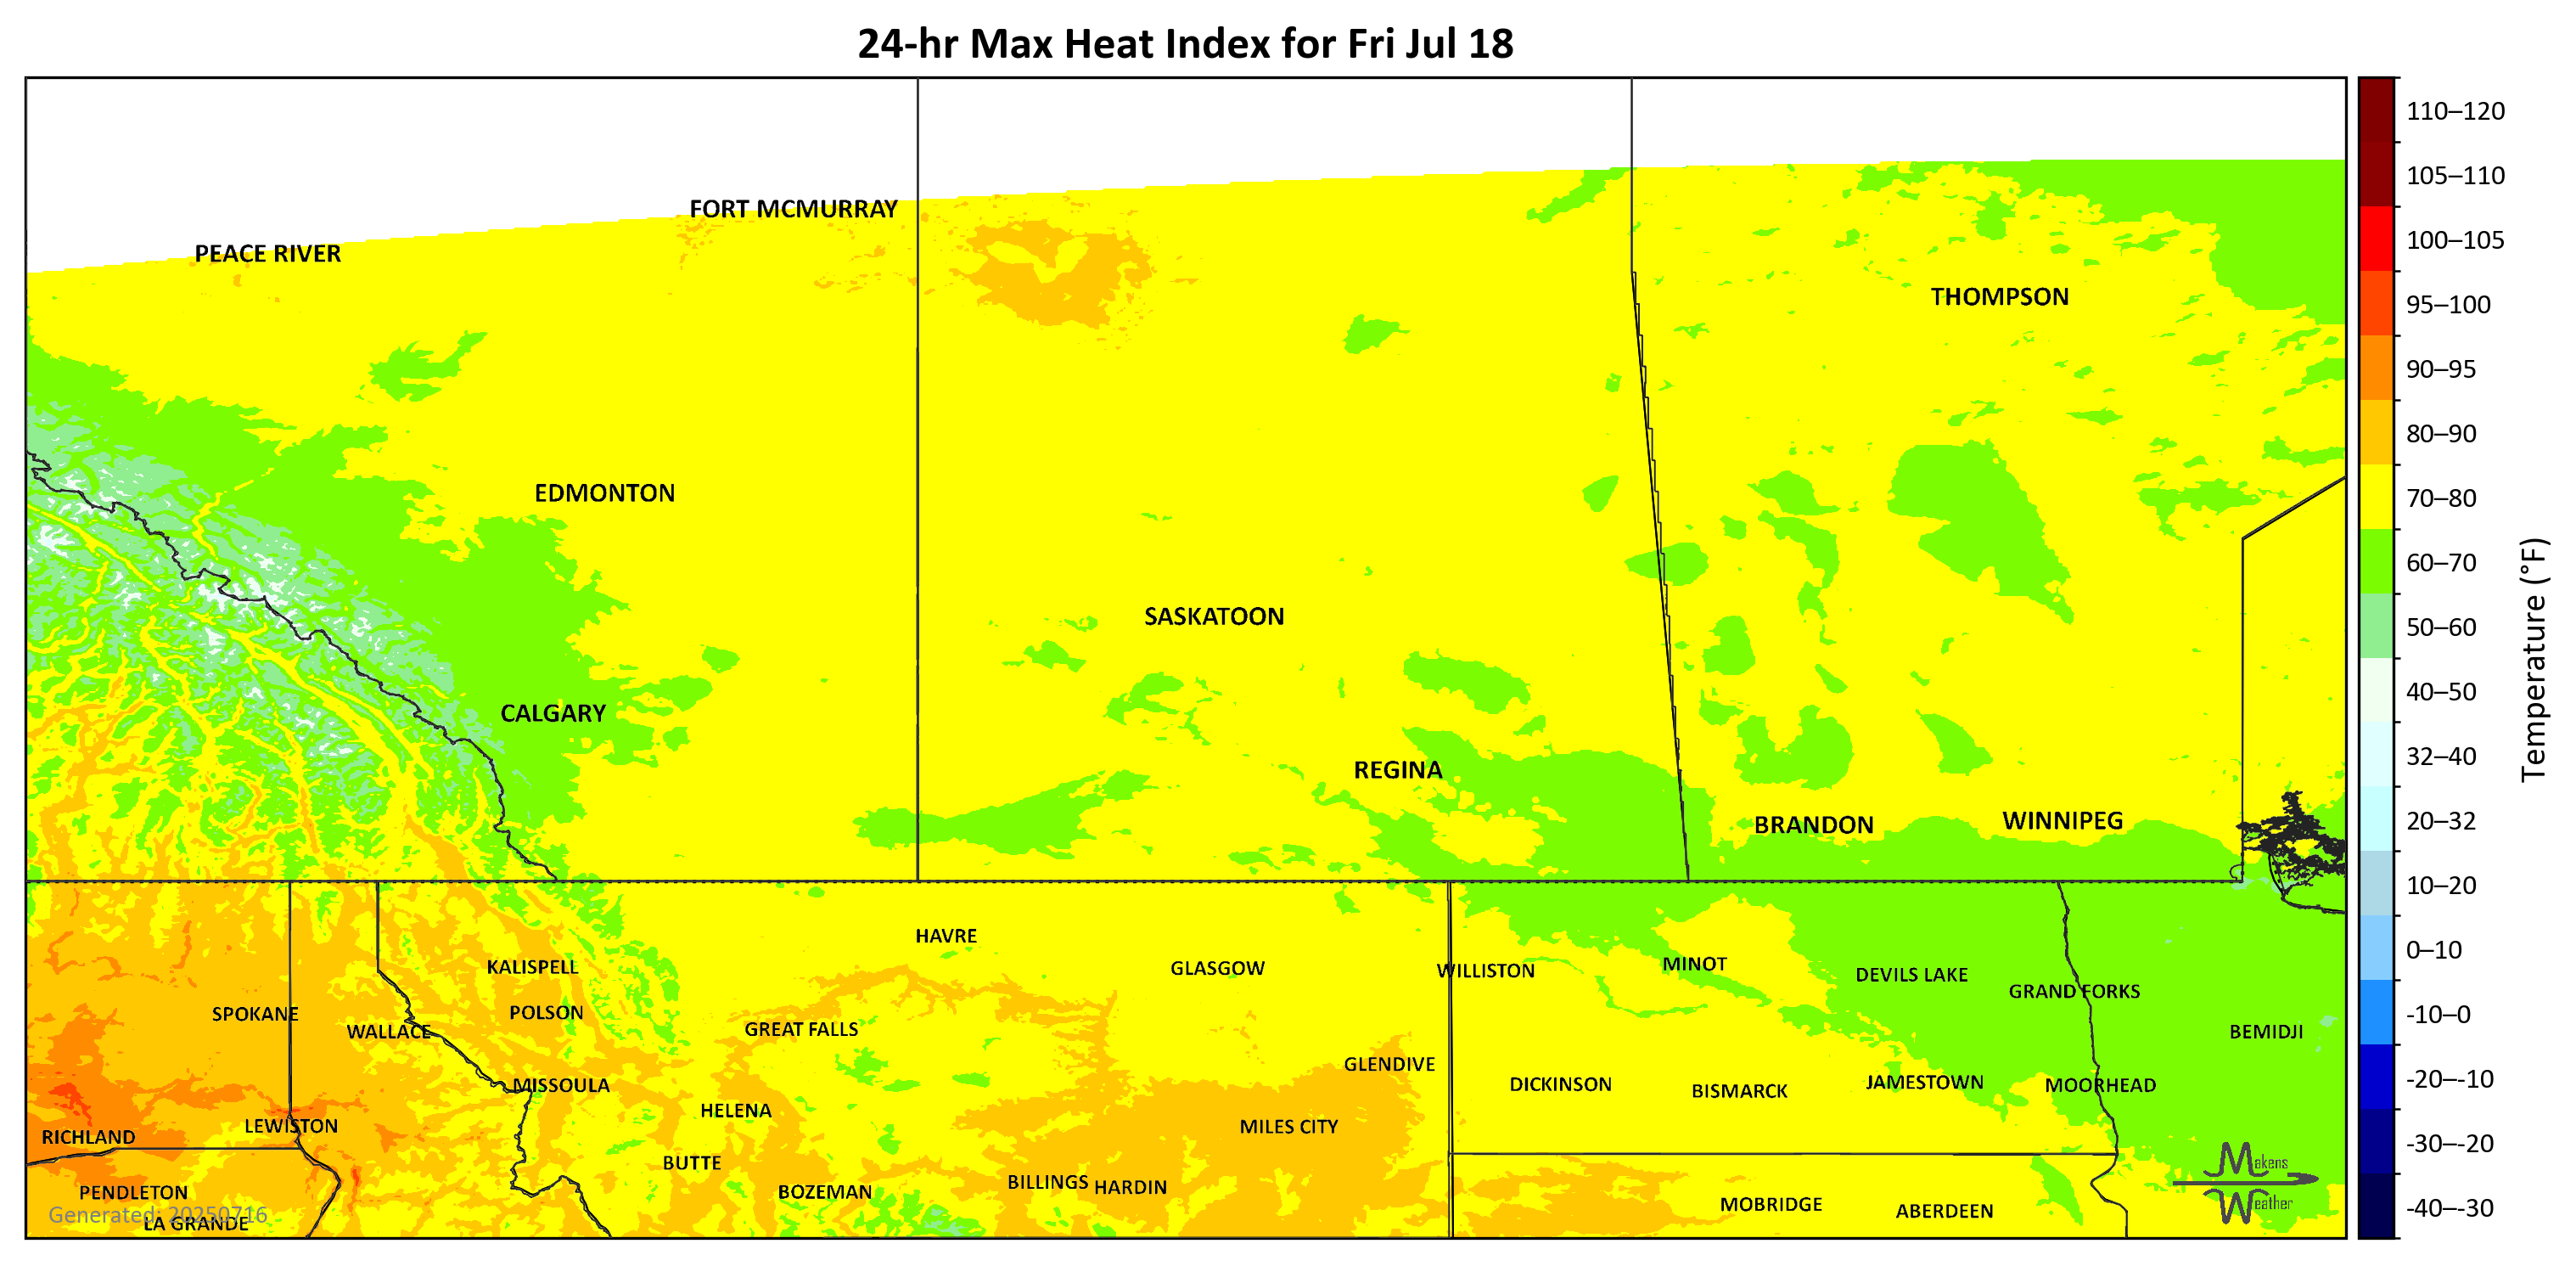 24-hr Max Heat Index for Fri Jul 18
FORT MCMURRAY
PEACE RIVER
THOMPSON
EDMONTON
SASKATOON
CALGARY
REGINA
BRANDON
WINNIPEG
HAVRE
KALISPELL
GLASGOW
WILLISTON
MINOT
DEVILS LAKE
GRAND FORKS
SPOKANE
POLSON
WALLACE
GREAT FALLS
BEMIDJI
GLENDIVE
MISSOULA
DICKINSON
BISMARCK
JAMESTOWN
MOORHEAD
HELENA
LEWISTON
MILES CITY
RICHLAND
BUTTE
BILLINGS
HARDIN
PENDLETON
BOZEMAN
MOBRIDGE
ABERDEEN
Generated: 20250716
LA GRANDE
Makens
Weather
110–120
105–110
100–105
95–100
90–95
80–90
70–80
60–70
50–60
40–50
32–40
20–32
10–20
0–10
-10–0
-20–-10
-30–-20
-40–-30
Temperature (°F)